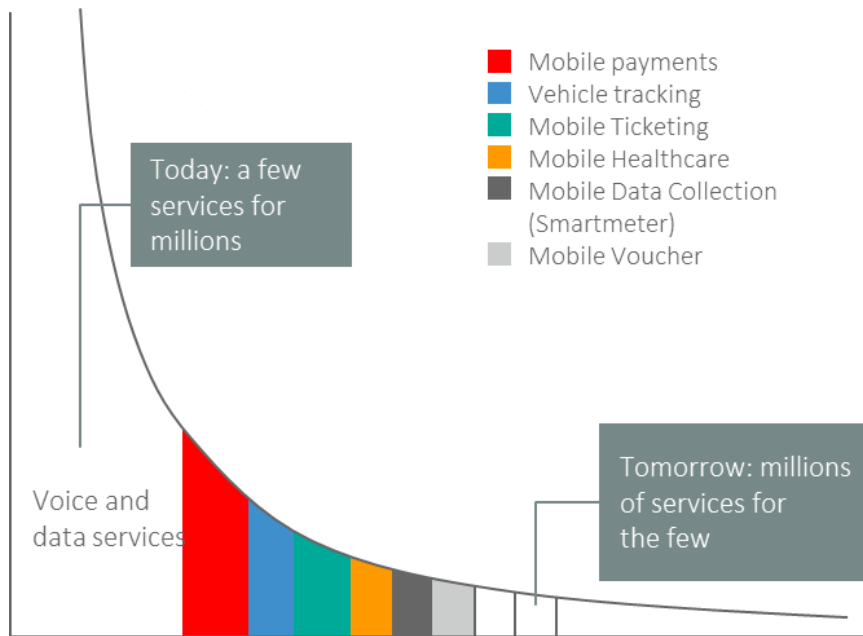 Mobile payments
Vehicle tracking
Mobile Ticketing
Mobile Healthcare
Mobile Data Collection
(Smartmeter)
Mobile Voucher
Today: a few
services for
millions
Voice and
data services
Tomorrow: millions
of services for
the few